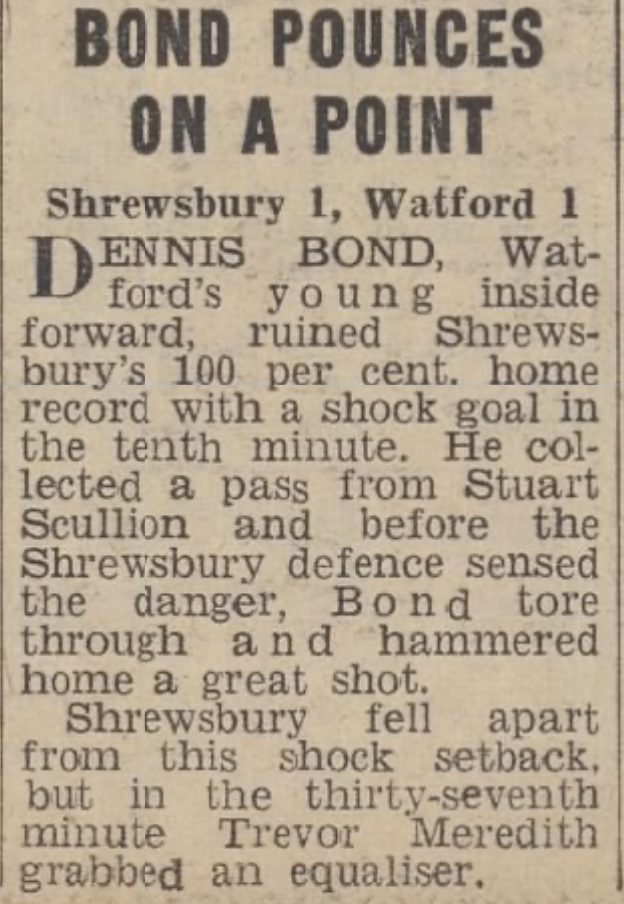 BOND POUNCES
ON A POINT
Shrewsbury 1, Watford 1
DENNIS BOND, Wat-
ford's young inside
forward, ruined Shrews-
bury's 100 per cent. home
record with a shock goal in
the tenth minute. He col-
lected a pass from Stuart
Scullion and before the
Shrewsbury defence sensed
the danger, Bond tore
through and hammered
home a great shot.
Shrewsbury fell apart
from this shock setback,
but in the thirty-seventh
minute Trevor Meredith
grabbed an equaliser.